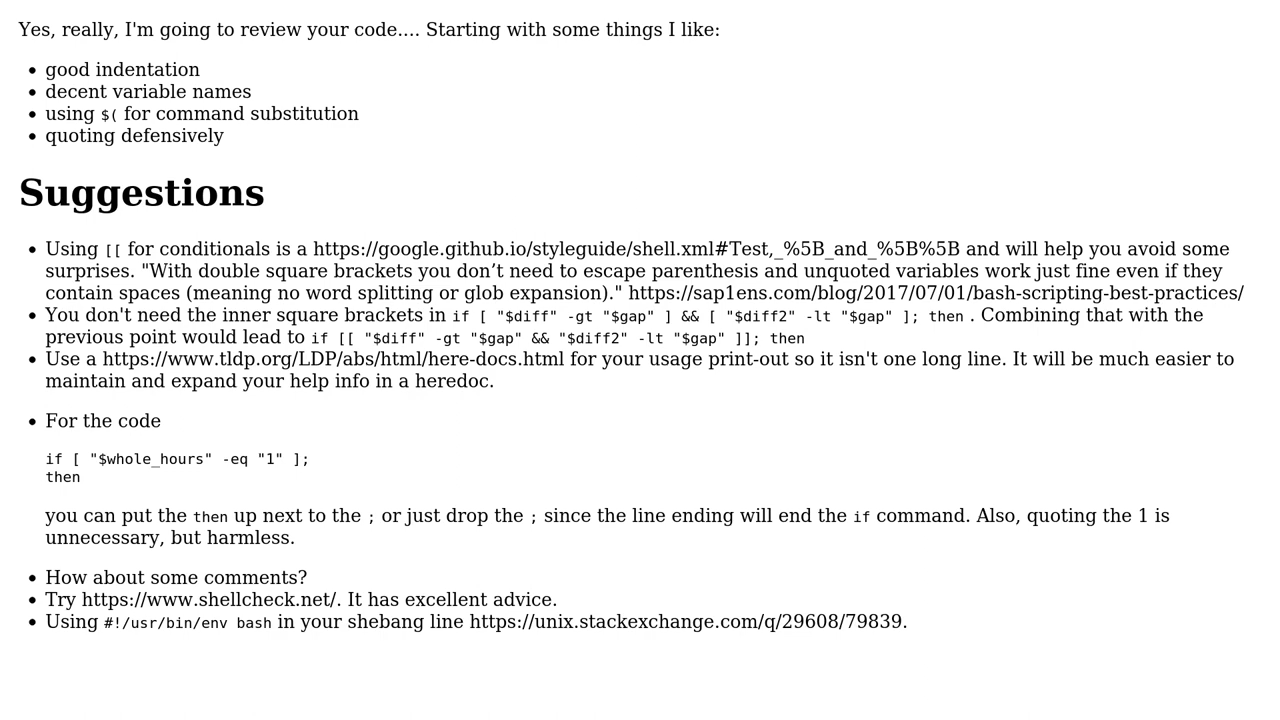 Yes, really, I'm going to review your code.... Starting with some things I like:
• good indentation
• decent variable names
• using $( for command substitution
• quoting defensively
Suggestions
• Using [[ for conditionals is a https://google.github.io/styleguide/shell.xml#Test,_%5B_and_%5B%5B and will help you avoid some
surprises. "With double square brackets you don’t need to escape parenthesis and unquoted variables work just fine even if they
contain spaces (meaning no word splitting or glob expansion)." https://sap1ens.com/blog/2017/07/01/bash-scripting-best-practices/
• You don't need the inner square brackets in if [ "$diff" -gt "$gap" ] && [ "$diff2" -lt "$gap" ]; then . Combining that with the
previous point would lead to if [[ "$diff" -gt "$gap" && "$diff2" -lt "$gap" ]]; then
• Use a https://www.tldp.org/LDP/abs/html/here-docs.html for your usage print-out so it isn't one long line. It will be much easier to
maintain and expand your help info in a heredoc.
• For the code
if [ "$whole_hours" -eq "1" ];
then
you can put the then up next to the ; or just drop the ; since the line ending will end the if command. Also, quoting the 1 is
unnecessary, but harmless.
• How about some comments?
• Try https://www.shellcheck.net/. It has excellent advice.
• Using #!/usr/bin/env bash in your shebang line https://unix.stackexchange.com/q/29608/79839.